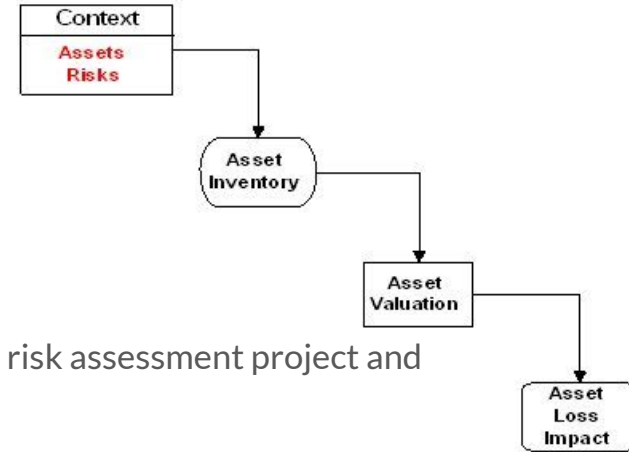 Context
Assets
Risks
Asset
Inventory
Asset
Valuation
risk assessment project and
Asset
Loss
Impact